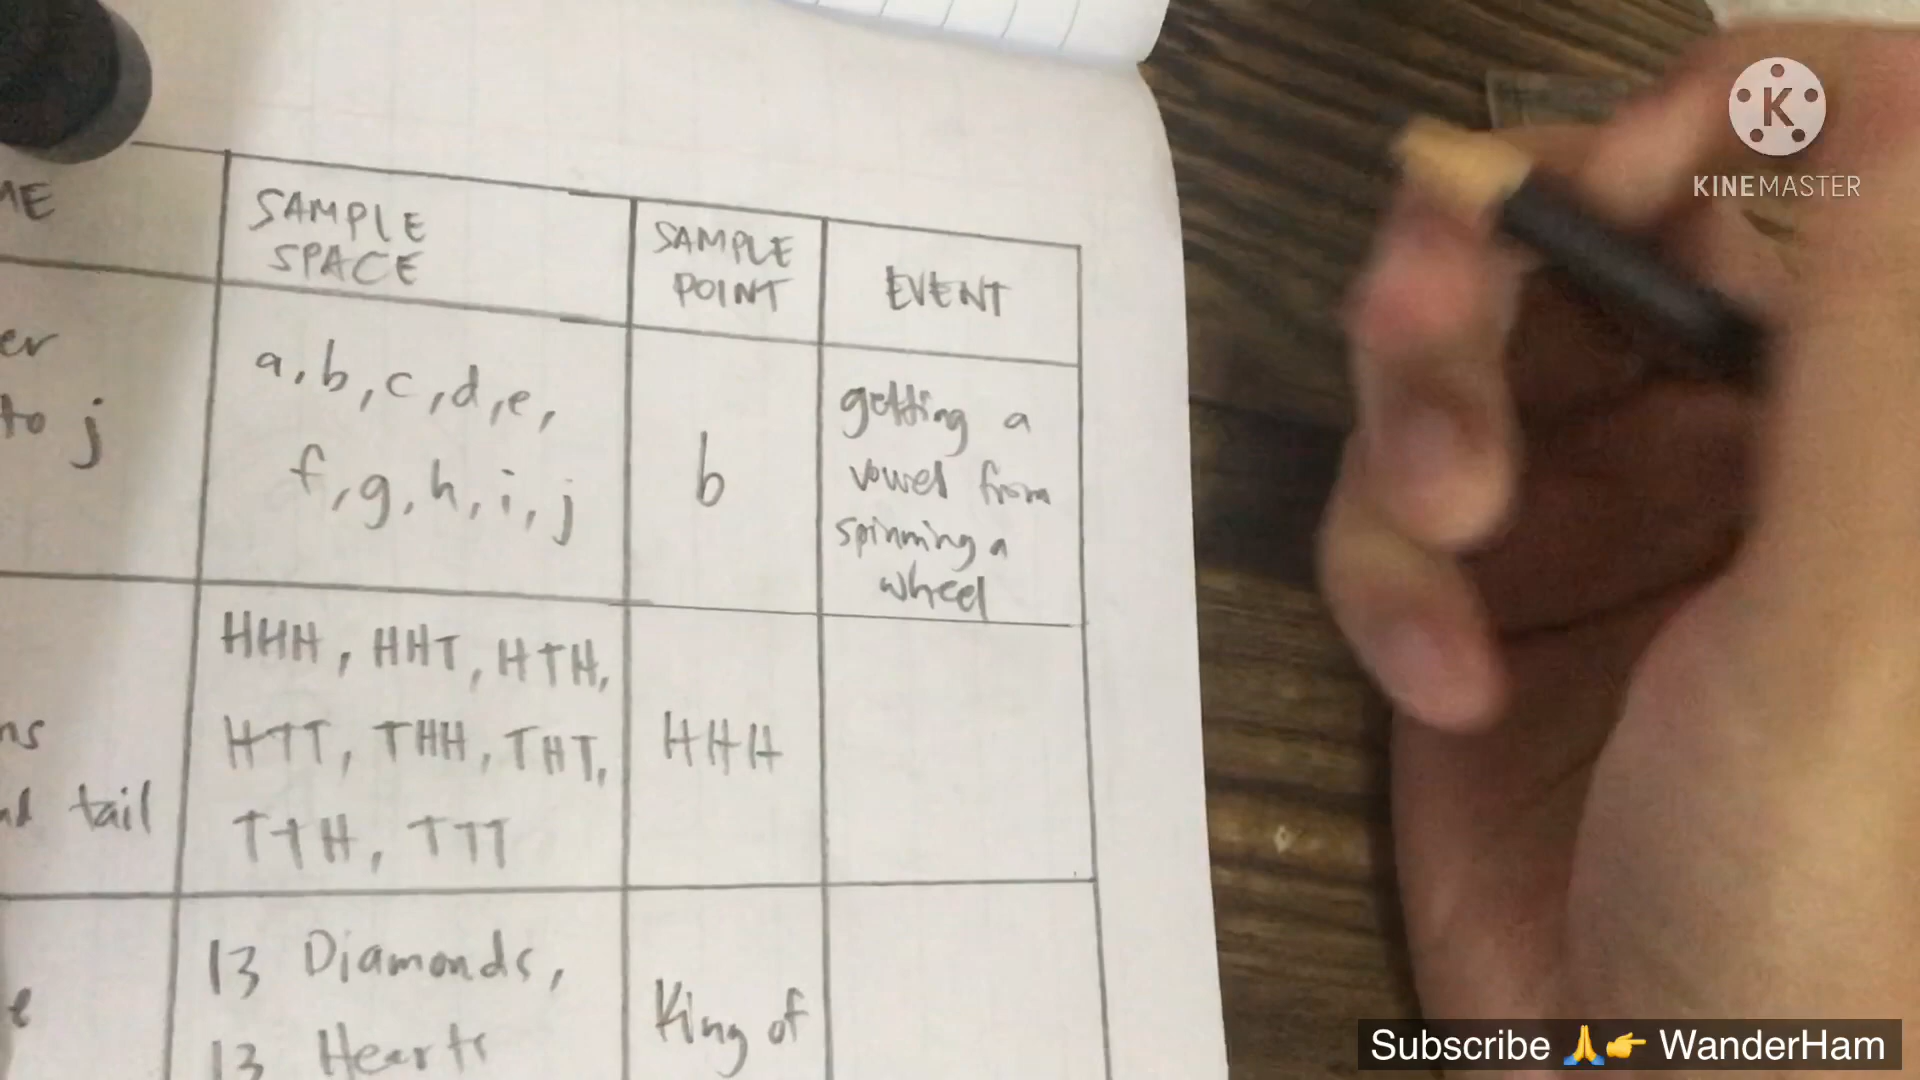 ME
SAMPLE
SPACE
SAMPLE
POINT
EVENT
er
to j
a, b, c, d, e,
f, g, h, i, j
b
getting a
vowel from
spinning a
wheel
ns
tail
HHH, HHT, HTH,
HTT, THH, THT,
TTH, TTT
HHH
e
13 Diamonds,
13 Hearts
King of
K
KINEMASTER
Subscribe 🙏👉 WanderHam